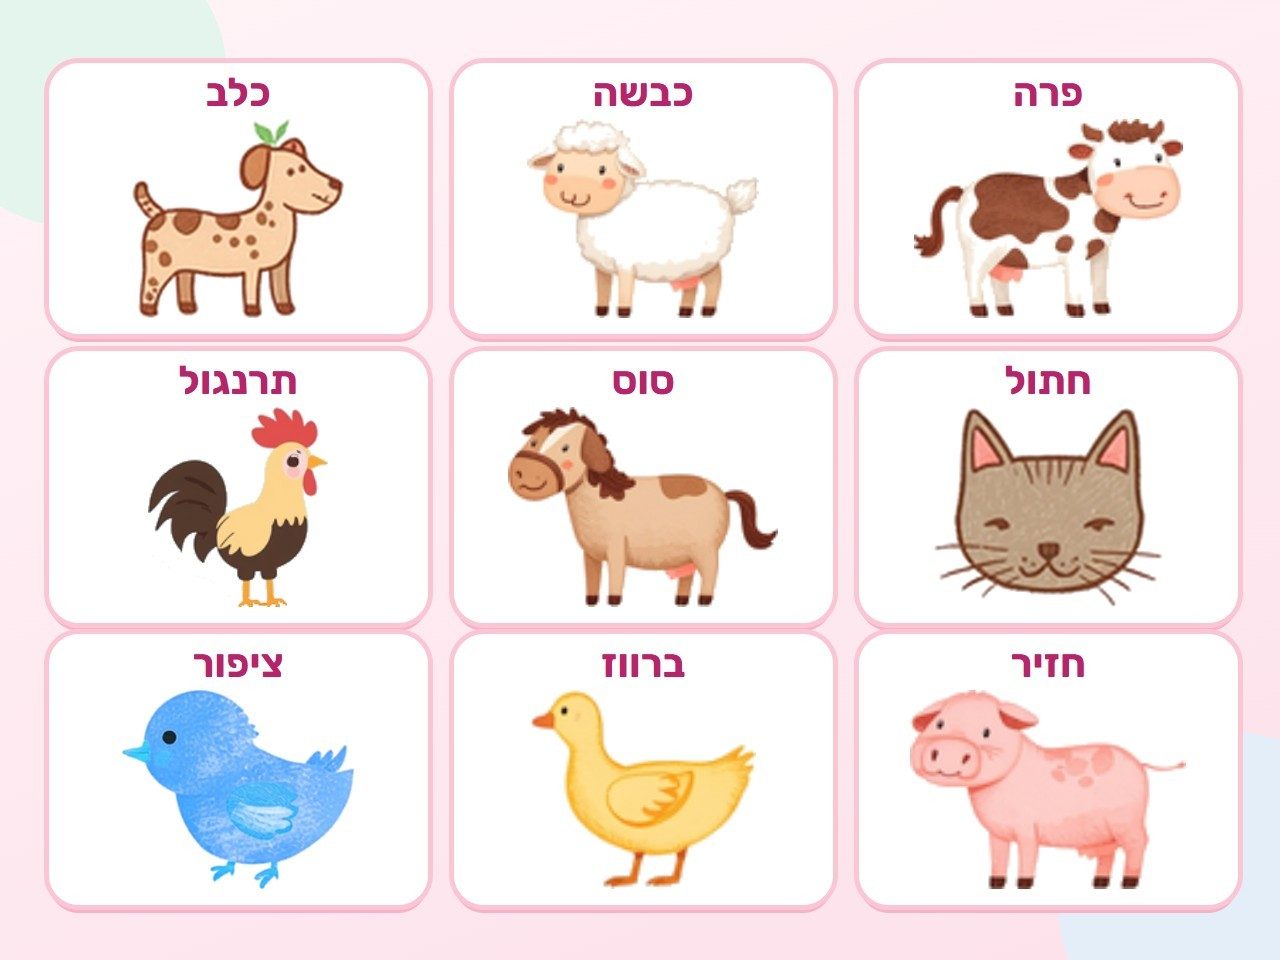 פרה
כבשה
כלב
חתול
סוס
תרנגול
חזיר
ברווז
ציפור